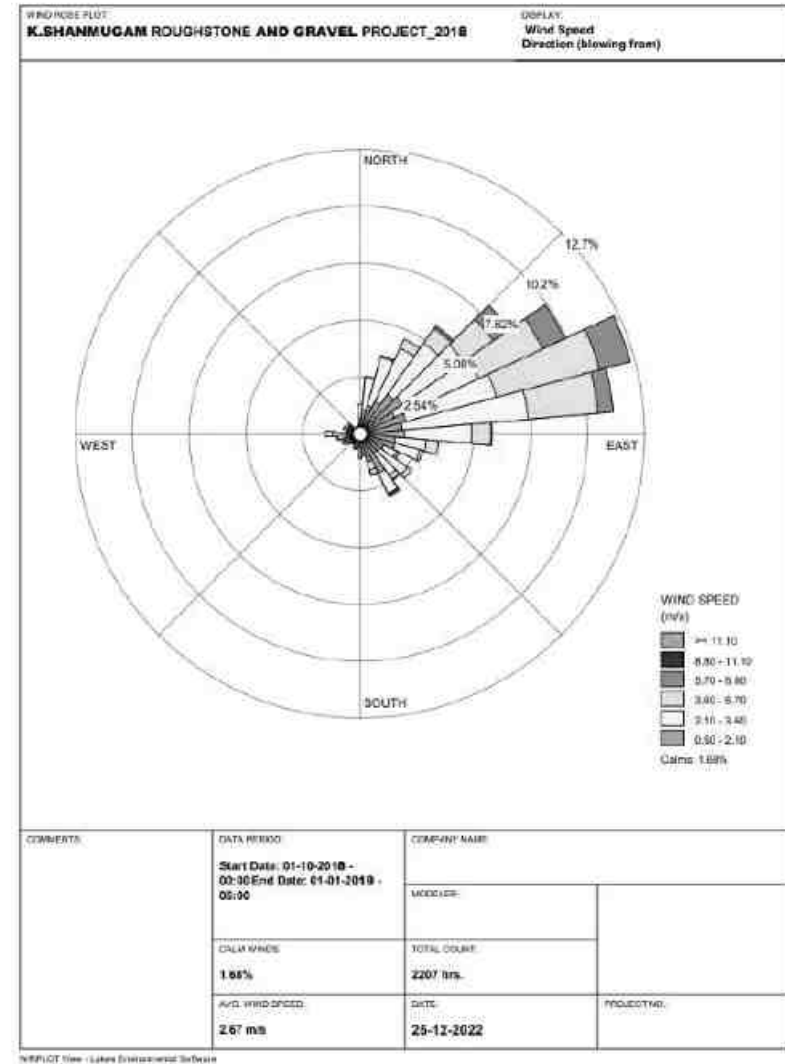 WIND ROSE PLOT:
K.SHANMUGAM ROUGHSTONE AND GRAVEL PROJECT_2018
DISPLAY:
Wind Speed
Direction (blowing from)
NORTH
12.7%
10.2%
7.62%
5.08%
2.54%
WEST
EAST
SOUTH
WIND SPEED
(m/s)
>= 11.10
8.80 - 11.10
5.70 - 8.80
3.60 - 5.70
2.10 - 3.60
0.50 - 2.10
Calms: 1.68%
COMMENTS:
DATA PERIOD:
Start Date: 01-10-2018 -
00:00 End Date: 01-01-2019 -
COMPANY NAME:
MODELER:
CALM WINDS:
1.68%
TOTAL COUNT:
2207 hrs.
AVG. WIND SPEED:
2.67 m/s
DATE:
25-12-2022
PROJECT NO.:
WRPLOT View - Lakes Environmental Software